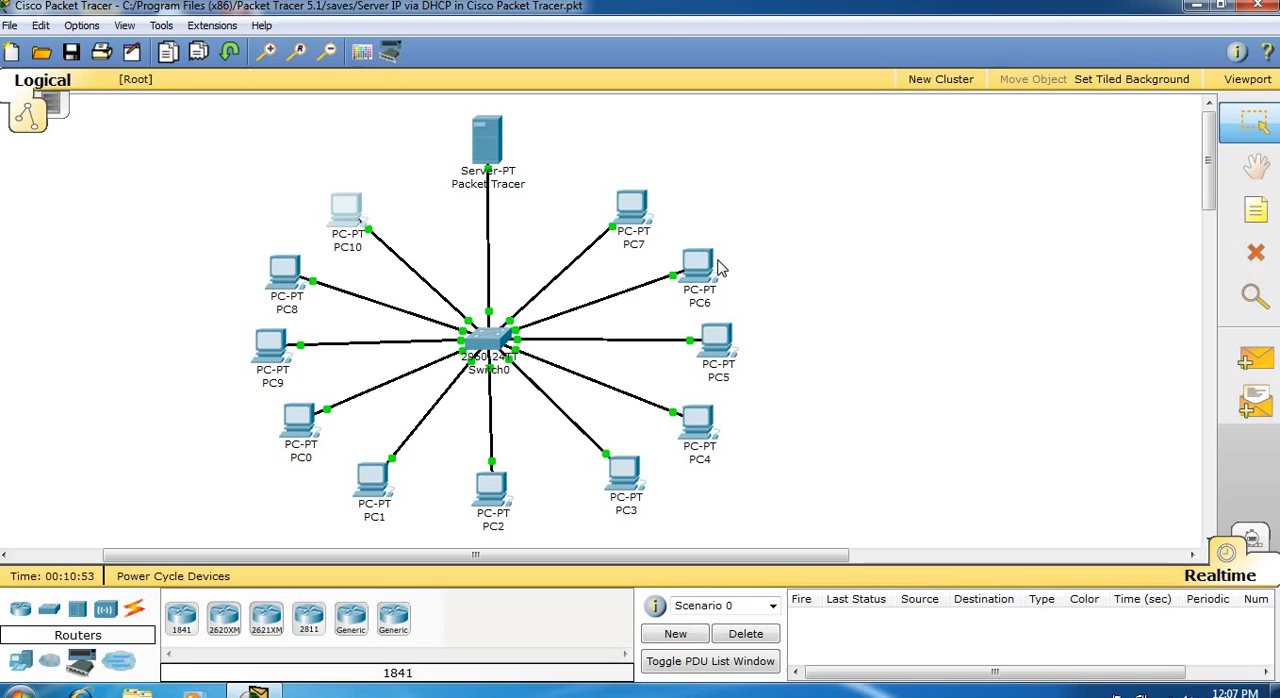 Cisco Packet Tracer - C:/Program Files (x86)/Packet Tracer 5.1/saves/Server IP via DHCP in Cisco Packet Tracer.pkt
File Edit Options View Tools Extensions Help
Logical [Root] New Cluster Move Object Set Tiled Background Viewport
Server-PT
Packet Tracer
PC-PT
PC10
PC-PT
PC7
PC-PT
PC8
PC-PT
PC6
PC-PT
PC9
2950-24TT
Switch0
PC-PT
PC5
PC-PT
PC0
PC-PT
PC4
PC-PT
PC1
PC-PT
PC2
PC-PT
PC3
Time: 00:10:53 Power Cycle Devices Realtime
1841 2620XM 2621XM 2811 Generic Generic
Routers
1841
Scenario 0
New Delete
Toggle PDU List Window
Fire Last Status Source Destination Type Color Time (sec) Periodic Num
12:07 PM